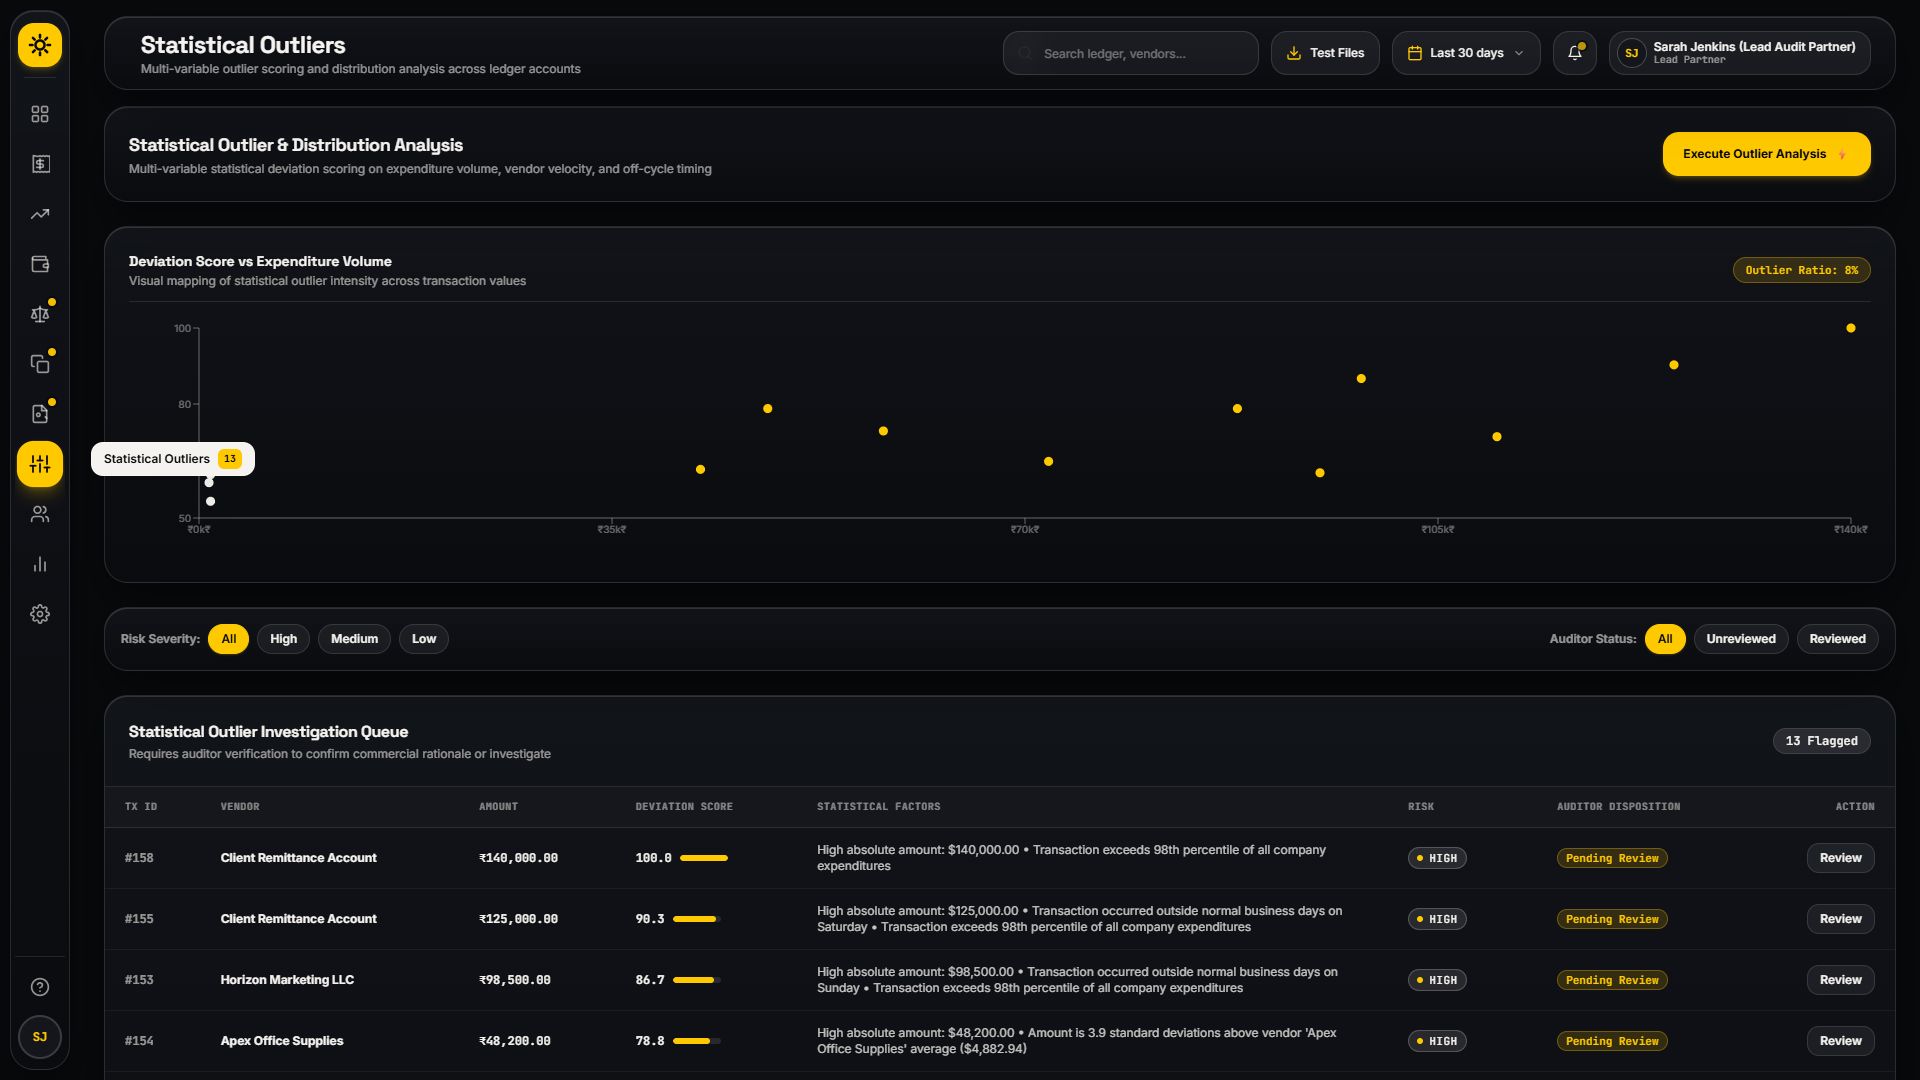 Statistical Outliers
Multi-variable outlier scoring and distribution analysis across ledger accounts
Search ledger, vendors...
Test Files
Last 30 days
SJ
Sarah Jenkins (Lead Audit Partner)
Lead Partner
Statistical Outlier & Distribution Analysis
Multi-variable statistical deviation scoring on expenditure volume, vendor velocity, and off-cycle timing
Execute Outlier Analysis
Deviation Score vs Expenditure Volume
Visual mapping of statistical outlier intensity across transaction values
Outlier Ratio: 8%
100
80
50
₹0k₹
₹35k₹
₹70k₹
₹105k₹
₹140k₹
Statistical Outliers 13
Risk Severity:
All
High
Medium
Low
Auditor Status:
All
Unreviewed
Reviewed
Statistical Outlier Investigation Queue
Requires auditor verification to confirm commercial rationale or investigate
13 Flagged
TX ID VENDOR AMOUNT DEVIATION SCORE STATISTICAL FACTORS RISK AUDITOR DISPOSITION ACTION
#158 Client Remittance Account ₹140,000.00 100.0 High absolute amount: $140,000.00 • Transaction exceeds 98th percentile of all company
expenditures HIGH Pending Review Review
#155 Client Remittance Account ₹125,000.00 90.3 High absolute amount: $125,000.00 • Transaction occurred outside normal business days on
Saturday • Transaction exceeds 98th percentile of all company expenditures HIGH Pending Review Review
#153 Horizon Marketing LLC ₹98,500.00 86.7 High absolute amount: $98,500.00 • Transaction occurred outside normal business days on
Sunday • Transaction exceeds 98th percentile of all company expenditures HIGH Pending Review Review
#154 Apex Office Supplies ₹48,200.00 78.8 High absolute amount: $48,200.00 • Amount is 3.9 standard deviations above vendor 'Apex
Office Supplies' average ($4,882.94) HIGH Pending Review Review
SJ